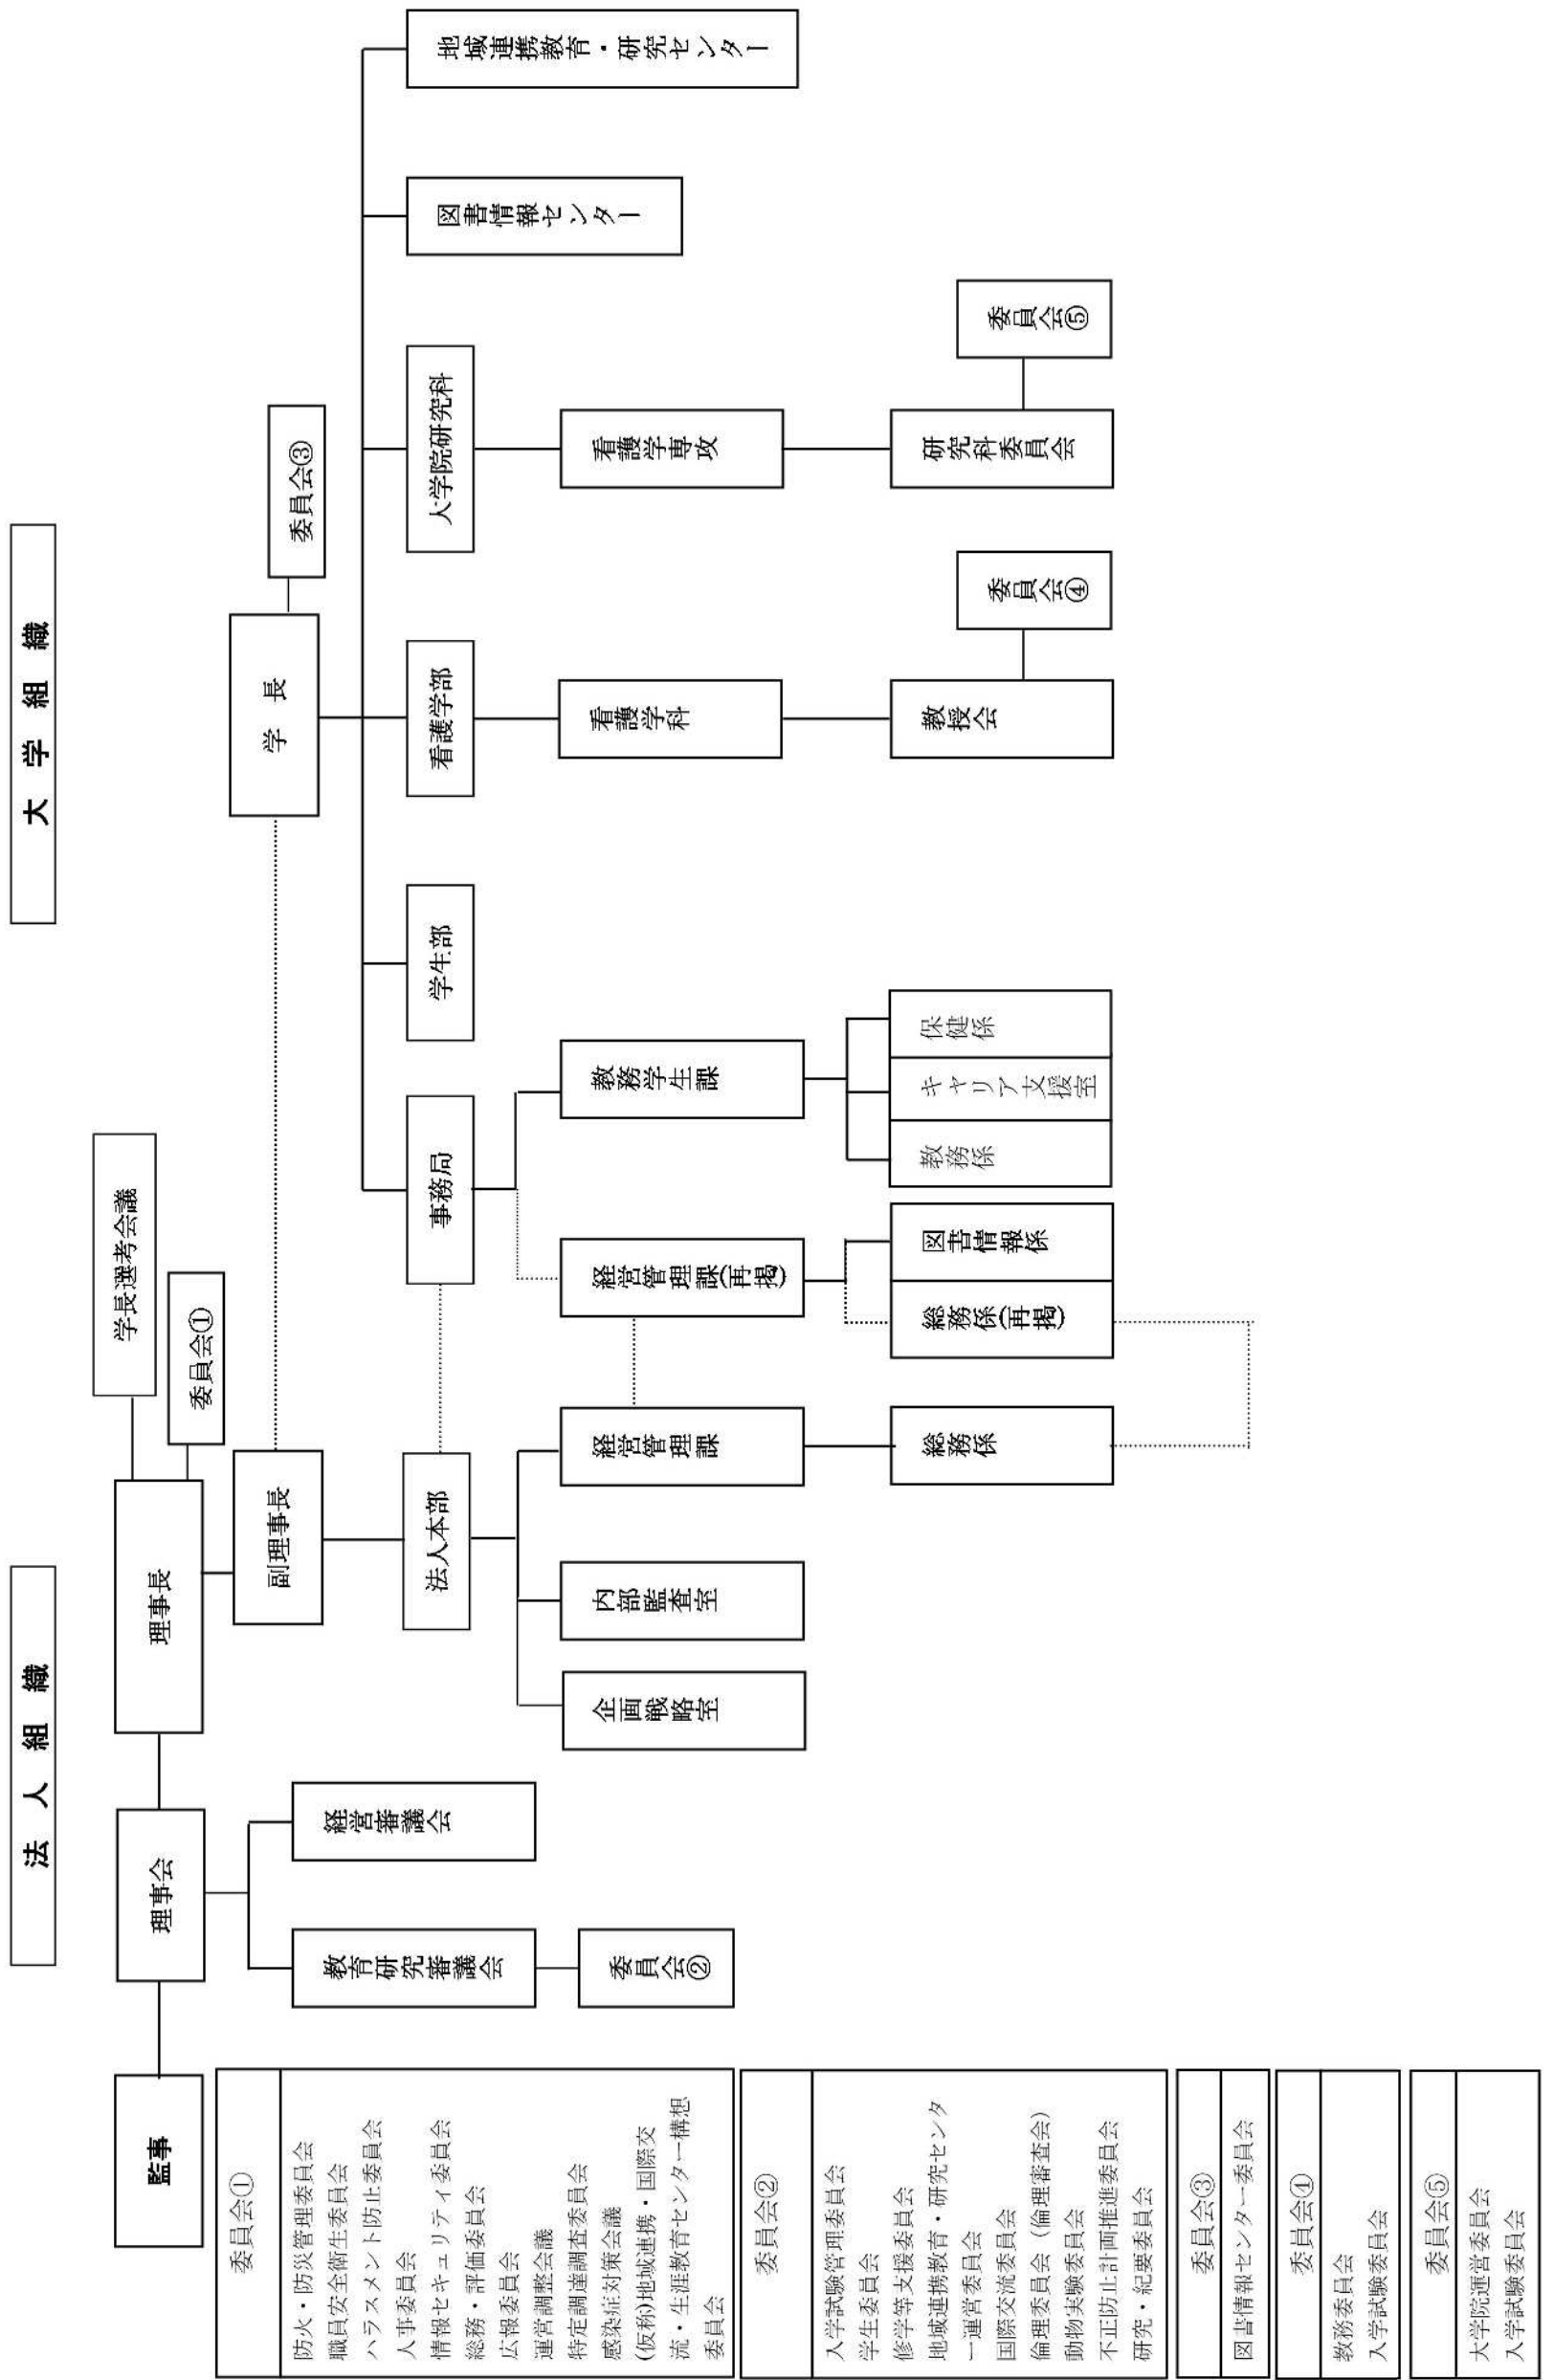 法人組織
大学組織
監事
理事会
理事長
学長選考会議
委員会①
副理事長
学長
委員会③
教育研究審議会
経営審議会
委員会②
法人本部
事務局
学生部
看護学部
大学院研究科
図書情報センター
地域連携教育・研究センター
企画戦略室
内部監査室
経営管理課
経営管理課(再掲)
教務学生課
看護学科
看護学専攻
総務係
総務係(再掲)
図書情報係
教務係
キャリア支援室
保健係
教授会
研究科委員会
委員会④
委員会⑤
委員会①
防火・防災管理委員会
職員安全衛生委員会
ハラスメント防止委員会
人事委員会
情報セキュリティ委員会
総務・評価委員会
広報委員会
運営調整会議
特定調達調査委員会
感染症対策会議
(仮称)地域連携・国際交
流・生涯教育センター構想
委員会
委員会②
入学試験管理委員会
学生委員会
修学等支援委員会
地域連携教育・研究センタ
ー運営委員会
国際交流委員会
倫理委員会（倫理審査会）
動物実験委員会
不正防止計画推進委員会
研究・紀要委員会
委員会③
図書情報センター委員会
委員会④
教務委員会
入学試験委員会
委員会⑤
大学院運営委員会
入学試験委員会